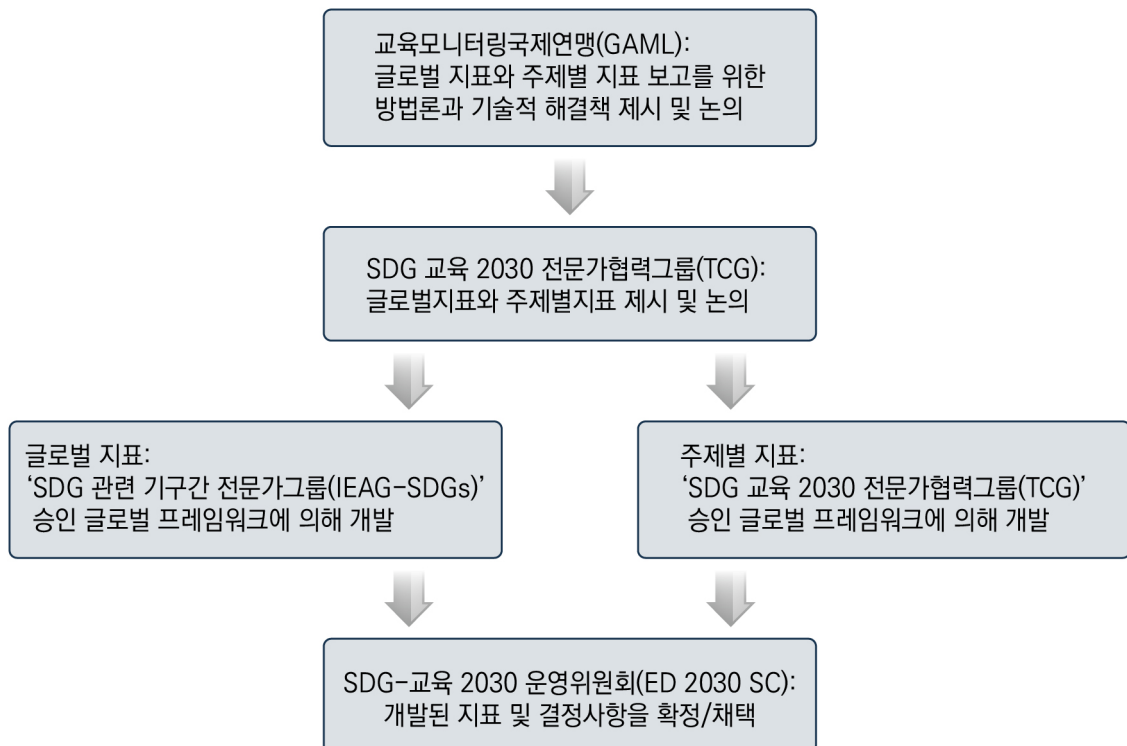 교육모니터링국제연맹(GAML):
글로벌 지표와 주제별 지표 보고를 위한
방법론과 기술적 해결책 제시 및 논의
SDG 교육 2030 전문가협력그룹(TCG):
글로벌지표와 주제별지표 제시 및 논의
글로벌 지표:
‘SDG 관련 기구간 전문가그룹(IEAG-SDGs)’
승인 글로벌 프레임워크에 의해 개발
주제별 지표:
‘SDG 교육 2030 전문가협력그룹(TCG)’
승인 글로벌 프레임워크에 의해 개발
SDG-교육 2030 운영위원회(ED 2030 SC):
개발된 지표 및 결정사항을 확정/채택